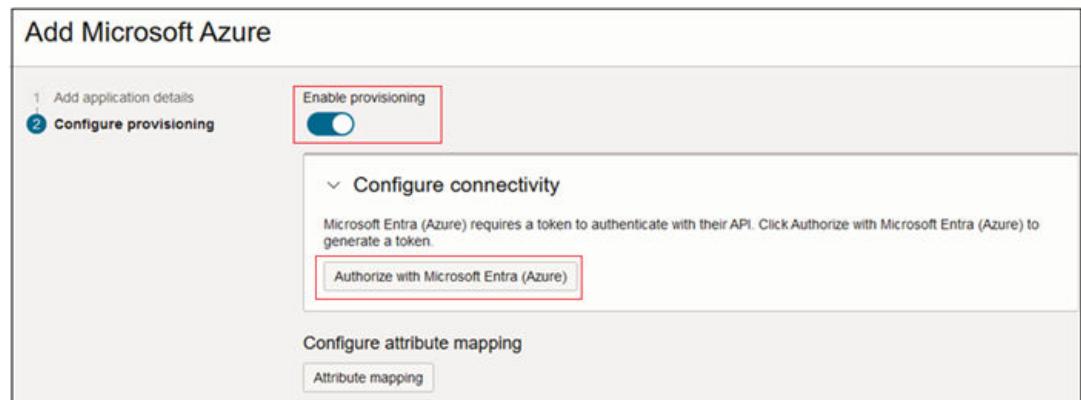 Add Microsoft Azure
1 Add application details
2 Configure provisioning
Enable provisioning
Configure connectivity
Microsoft Entra (Azure) requires a token to authenticate with their API. Click Authorize with Microsoft Entra (Azure) to
generate a token.
Authorize with Microsoft Entra (Azure)
Configure attribute mapping
Attribute mapping